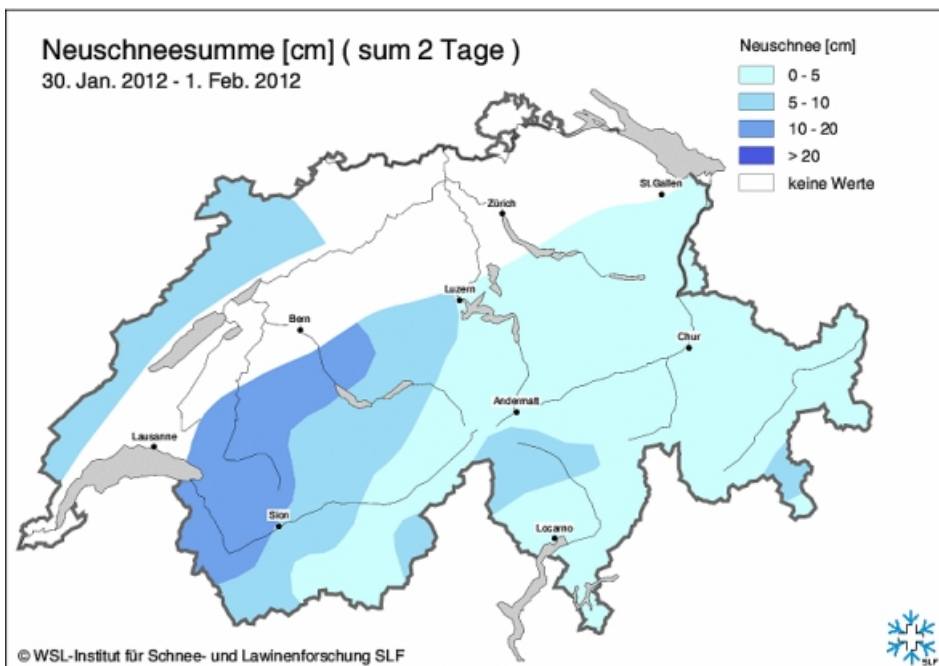 Neuschneesumme [cm] ( sum 2 Tage )
30. Jan. 2012 - 1. Feb. 2012
Neuschnee [cm]
0 - 5
5 - 10
10 - 20
> 20
keine Werte
St.Gallen
Zürich
Luzern
Bern
Chur
Andermatt
Lausanne
Sion
Locarno
© WSL-Institut für Schnee- und Lawinenforschung SLF
SLF